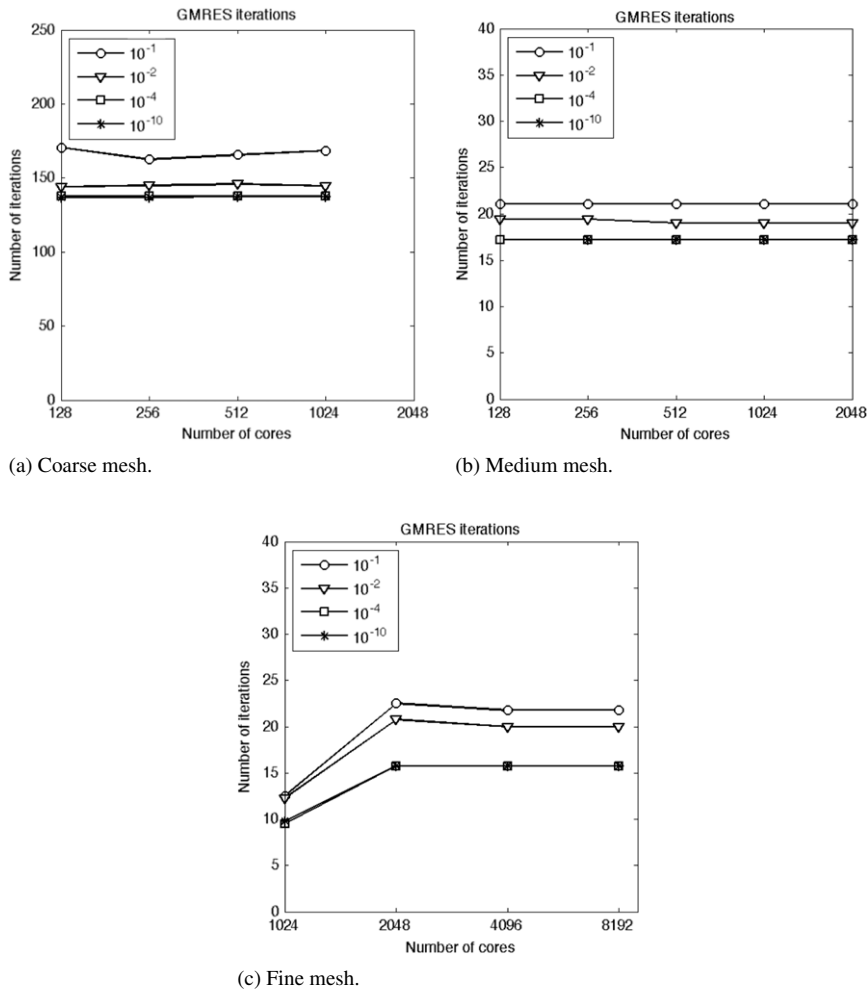 GMRES iterations
250
200
150
100
50
0
Number of iterations
10⁻¹
10⁻²
10⁻⁴
10⁻¹⁰
128 256 512 1024 2048
Number of cores
(a) Coarse mesh.
GMRES iterations
40
35
30
25
20
15
10
5
0
Number of iterations
10⁻¹
10⁻²
10⁻⁴
10⁻¹⁰
128 256 512 1024 2048
Number of cores
(b) Medium mesh.
GMRES iterations
40
35
30
25
20
15
10
5
0
Number of iterations
10⁻¹
10⁻²
10⁻⁴
10⁻¹⁰
1024 2048 4096 8192
Number of cores
(c) Fine mesh.